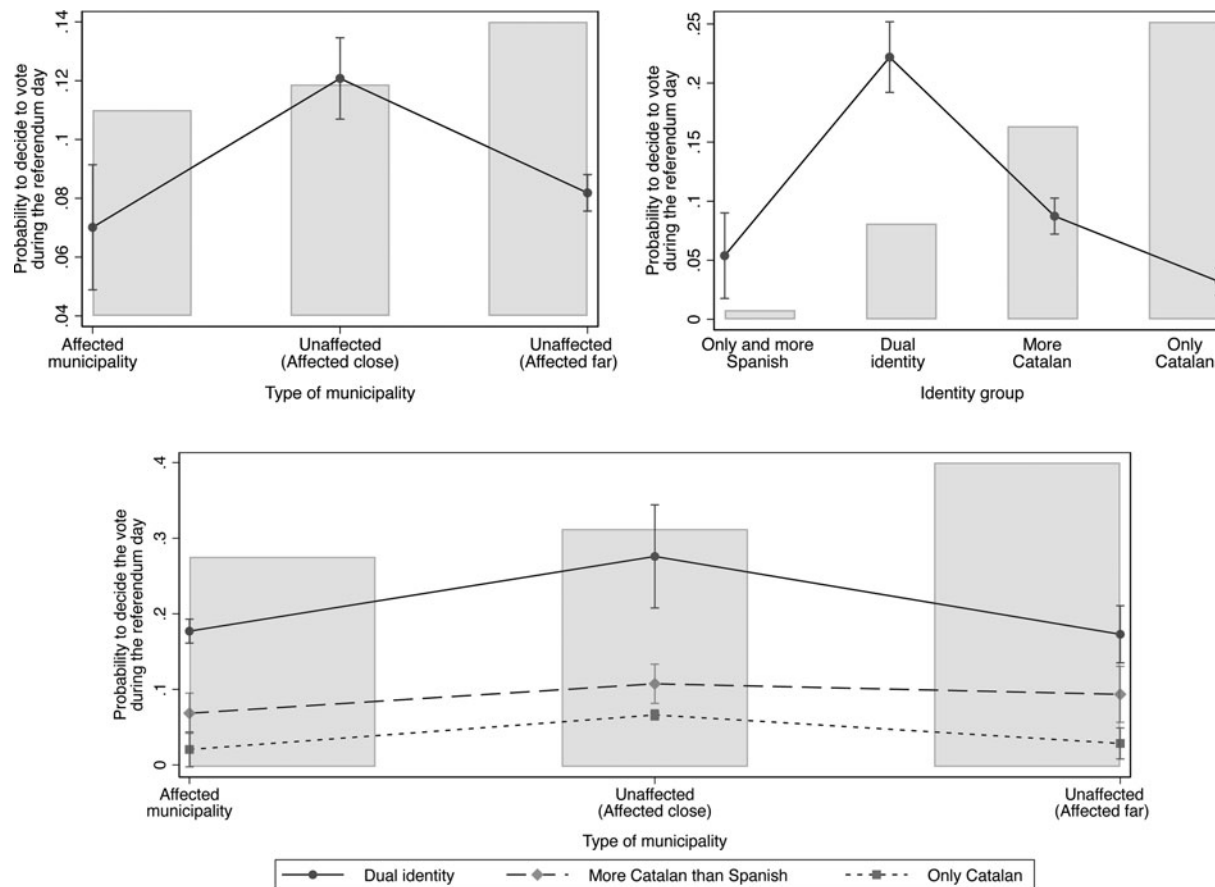 Probability to decide to vote
during the referendum day
.14
.12
.1
.08
.06
.04
Affected
municipality
Unaffected
(Affected close)
Unaffected
(Affected far)
Type of municipality
Probability to decide to vote
during the referendum day
.25
.2
.15
.1
.05
0
Only and more
Spanish
Dual
identity
More
Catalan
Only
Catalan
Identity group
Probability to decide the vote
during the referendum day
.4
.3
.2
.1
0
Affected
municipality
Unaffected
(Affected close)
Unaffected
(Affected far)
Type of municipality
Dual identity More Catalan than Spanish Only Catalan